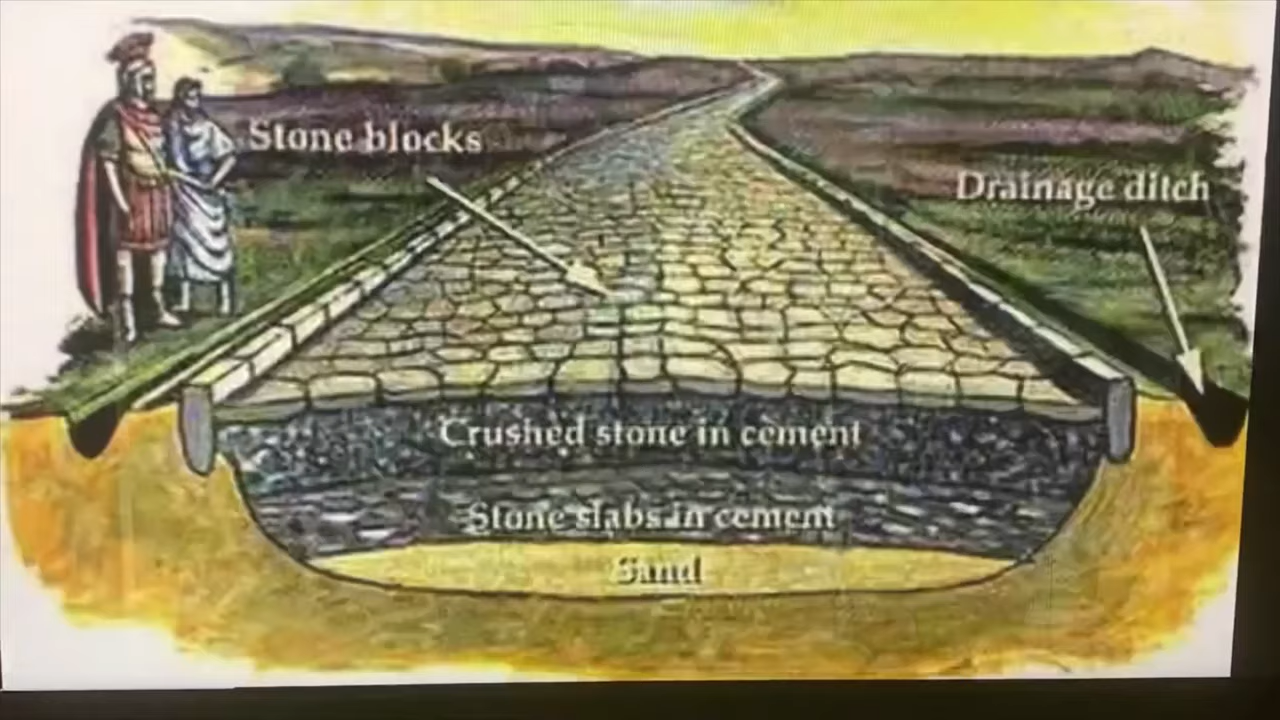 Stone blocks
Drainage ditch
Crushed stone in cement
Stone slabs in cement
Sand